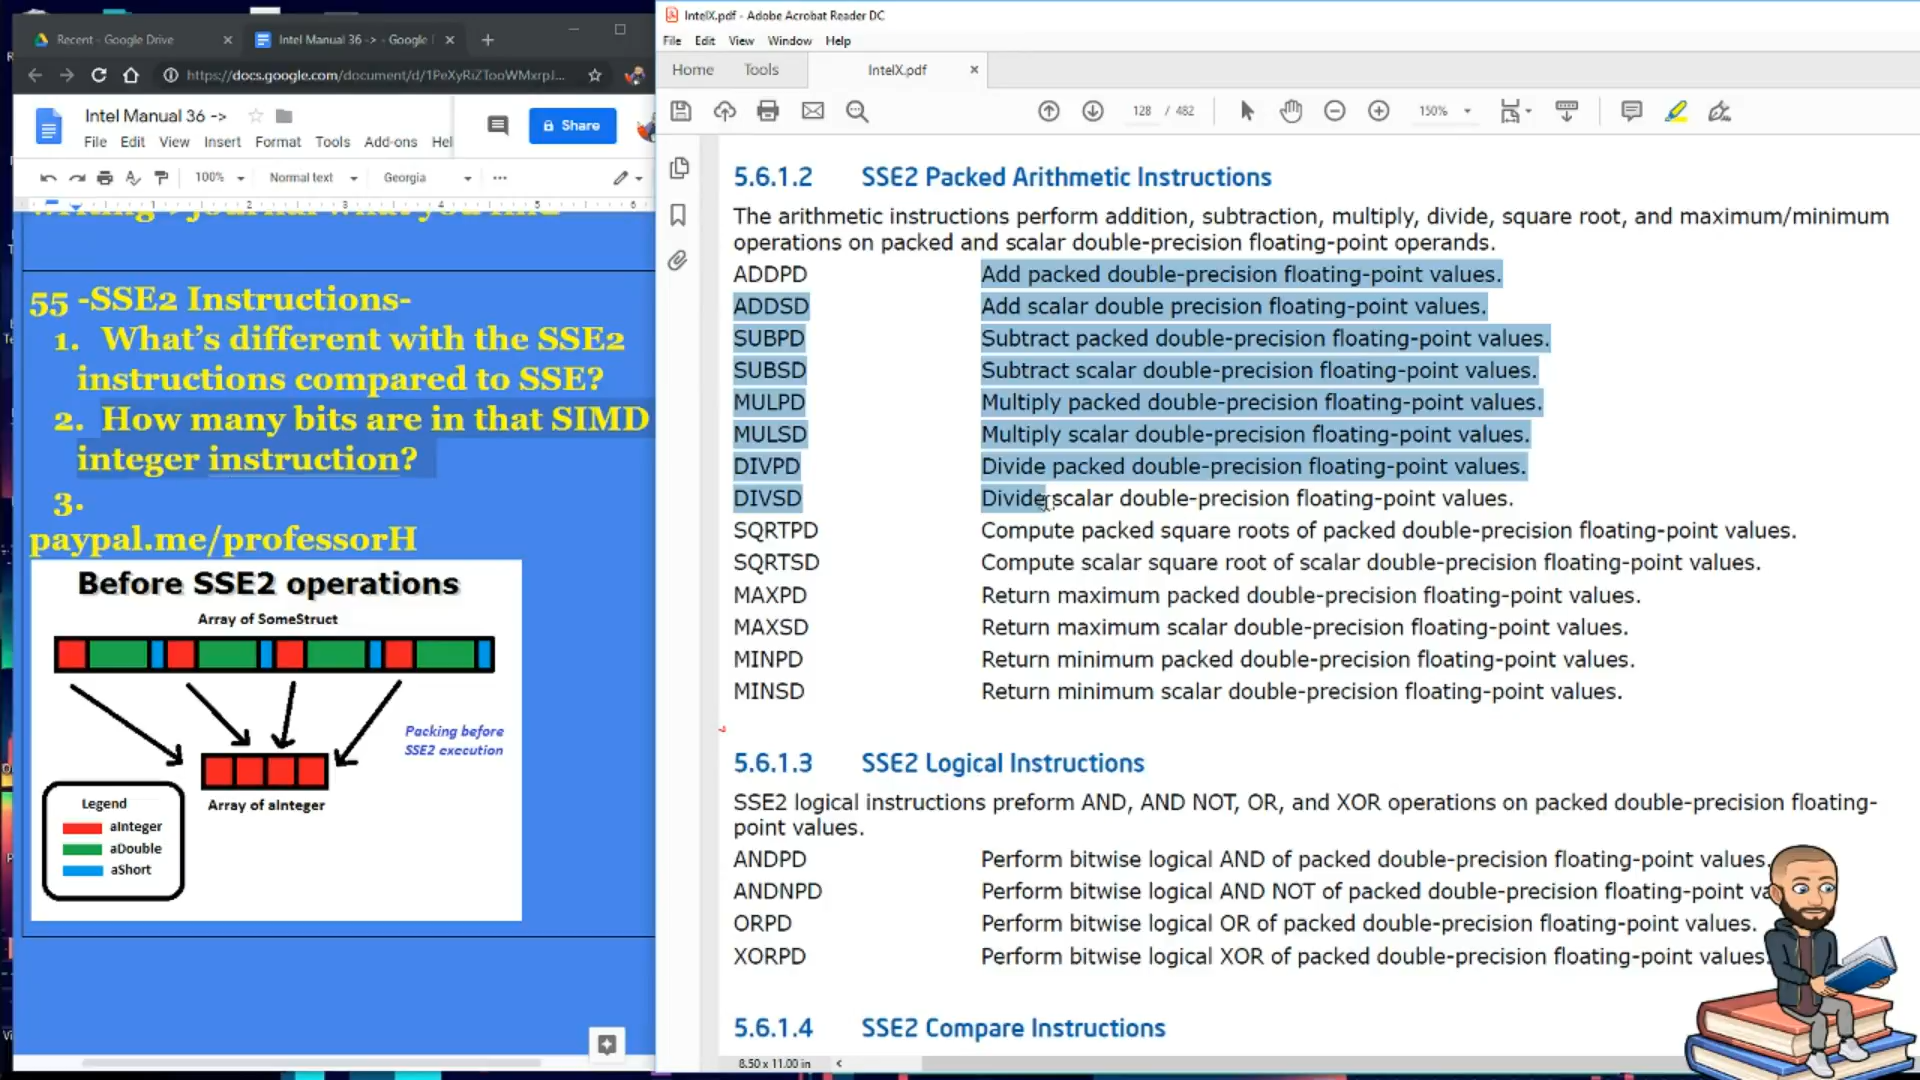 Recent - Google Drive
Intel Manual 36 -> - Google
https://docs.google.com/document/d/1PeXyRiZTooWMxrpJ...
Intel Manual 36 ->
File Edit View Insert Format Tools Add-ons Hel
Share
100% Normal text Georgia
1 2 3 4 5 6
55 -SSE2 Instructions-
1. What's different with the SSE2
instructions compared to SSE?
2. How many bits are in that SIMD
integer instruction?
3.
paypal.me/professorH
Before SSE2 operations
Array of SomeStruct
Packing before
SSE2 execution
Array of aInteger
Legend
aInteger
aDouble
aShort
IntelX.pdf - Adobe Acrobat Reader DC
File Edit View Window Help
Home Tools IntelX.pdf
128 / 482 150%
5.6.1.2 SSE2 Packed Arithmetic Instructions
The arithmetic instructions perform addition, subtraction, multiply, divide, square root, and maximum/minimum
operations on packed and scalar double-precision floating-point operands.
ADDPD Add packed double-precision floating-point values.
ADDSD Add scalar double precision floating-point values.
SUBPD Subtract packed double-precision floating-point values.
SUBSD Subtract scalar double-precision floating-point values.
MULPD Multiply packed double-precision floating-point values.
MULSD Multiply scalar double-precision floating-point values.
DIVPD Divide packed double-precision floating-point values.
DIVSD Divide scalar double-precision floating-point values.
SQRTPD Compute packed square roots of packed double-precision floating-point values.
SQRTSD Compute scalar square root of scalar double-precision floating-point values.
MAXPD Return maximum packed double-precision floating-point values.
MAXSD Return maximum scalar double-precision floating-point values.
MINPD Return minimum packed double-precision floating-point values.
MINSD Return minimum scalar double-precision floating-point values.
5.6.1.3 SSE2 Logical Instructions
SSE2 logical instructions preform AND, AND NOT, OR, and XOR operations on packed double-precision floating-
point values.
ANDPD Perform bitwise logical AND of packed double-precision floating-point values.
ANDNPD Perform bitwise logical AND NOT of packed double-precision floating-point va
ORPD Perform bitwise logical OR of packed double-precision floating-point values.
XORPD Perform bitwise logical XOR of packed double-precision floating-point values.
5.6.1.4 SSE2 Compare Instructions
8.50 x 11.00 in